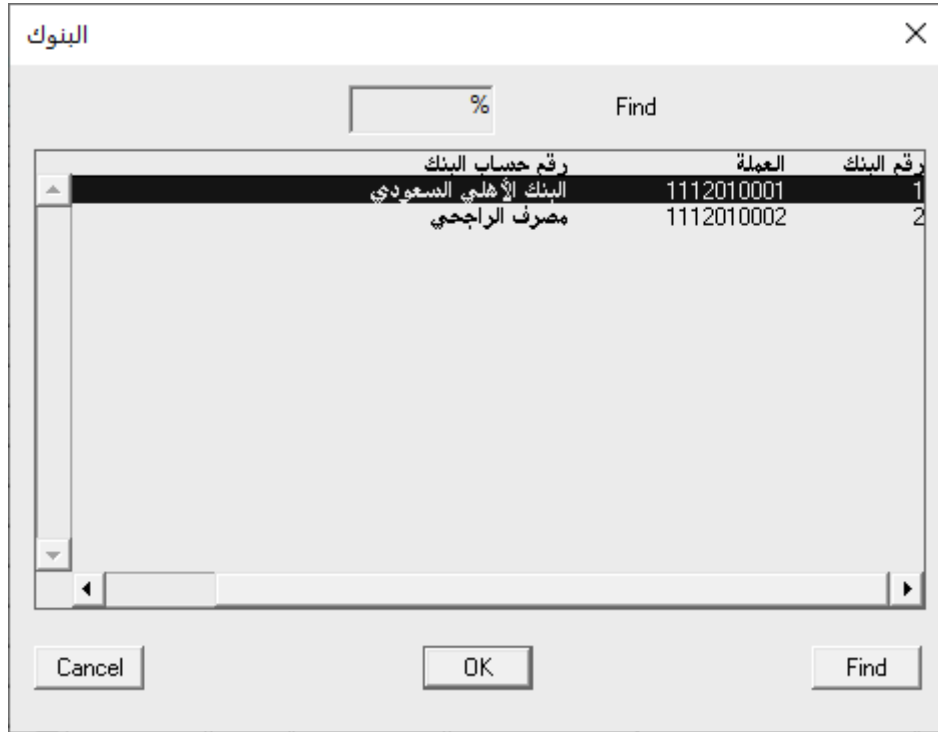 البنوك
% Find
رقم البنك العملة رقم حساب البنك
1 1112010001 البنك الأهلي السعودي
2 1112010002 مصرف الراجحي
Cancel OK Find